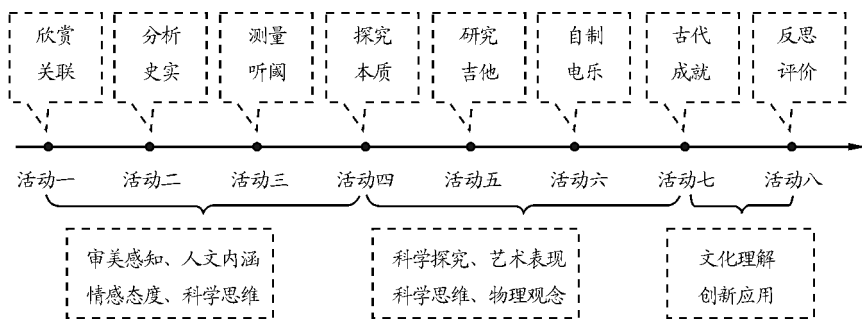 欣赏
关联
分析
史实
测量
听阈
探究
本质
研究
吉他
自制
电乐
古代
成就
反思
评价
活动一
活动二
活动三
活动四
活动五
活动六
活动七
活动八
审美感知、人文内涵
情感态度、科学思维
科学探究、艺术表现
科学思维、物理观念
文化理解
创新应用